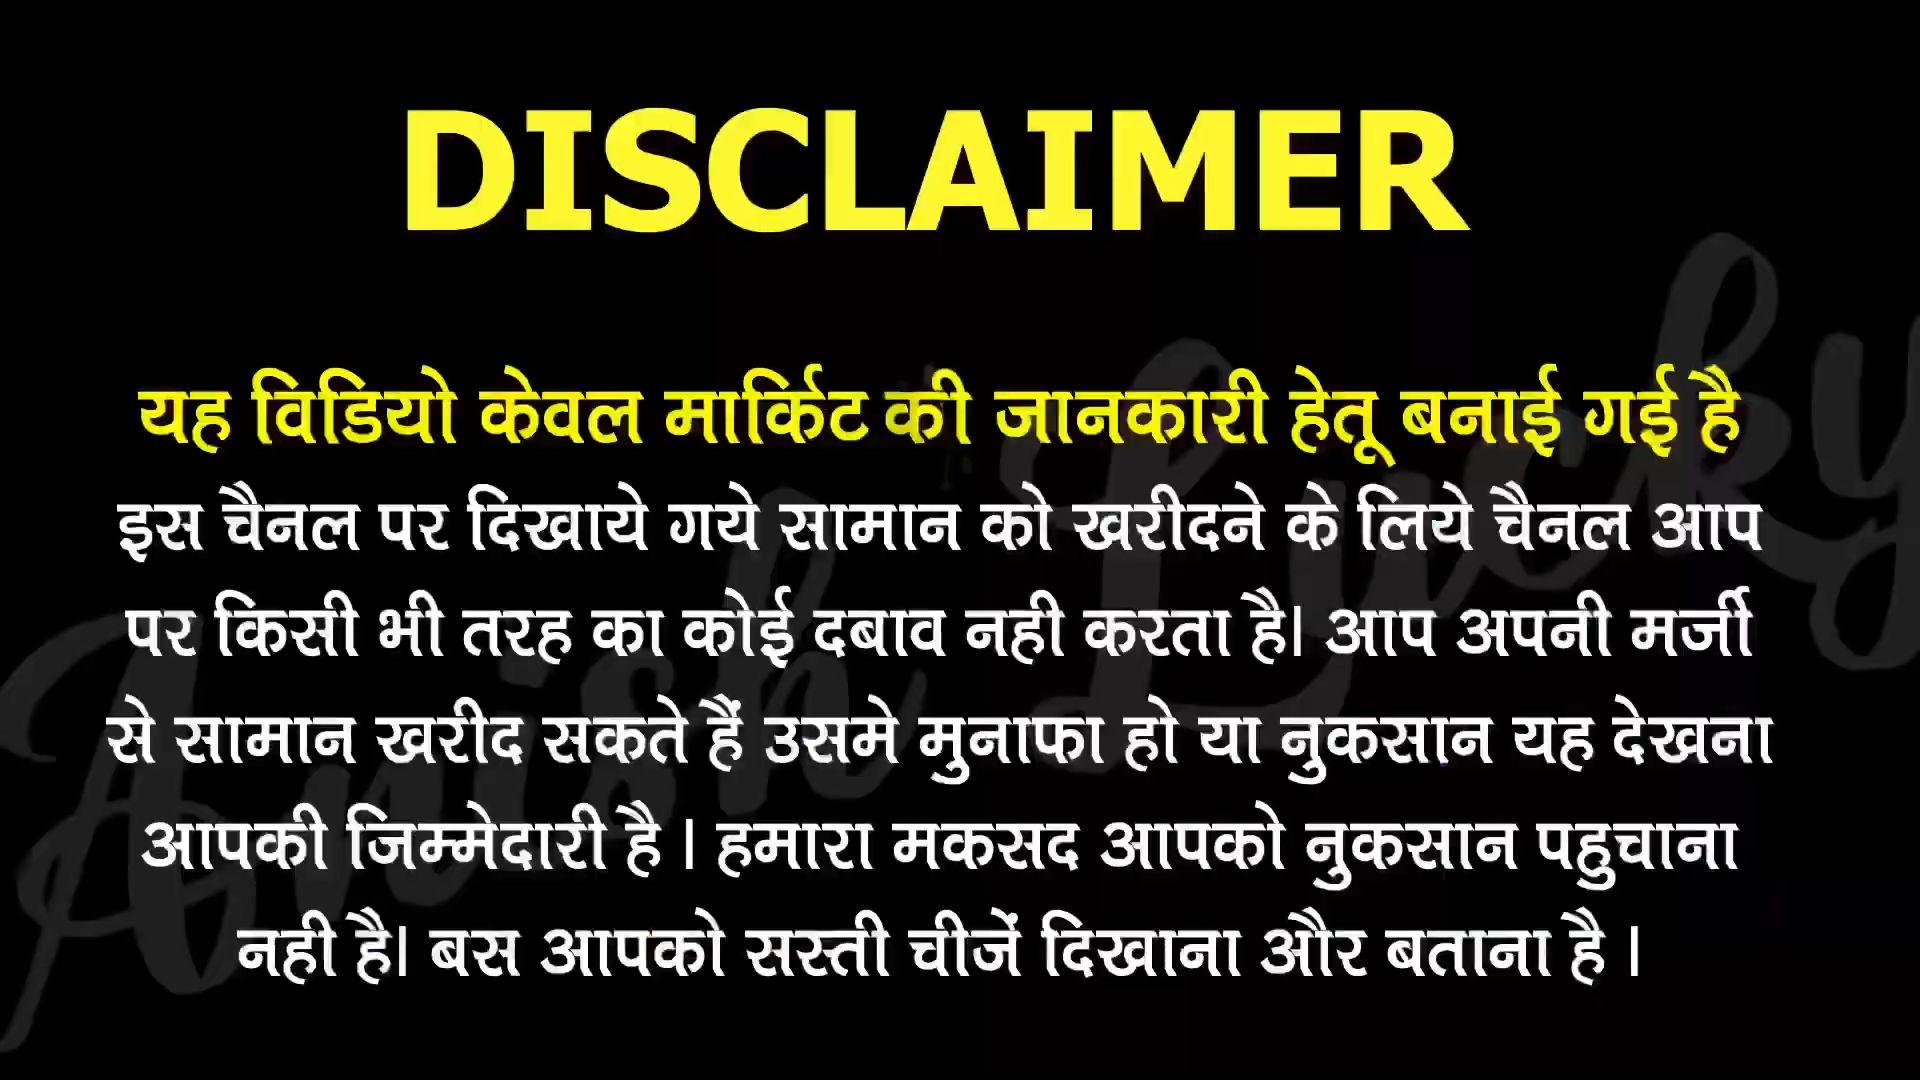 DISCLAIMER
यह विडियो केवल मार्किट की जानकारी हेतू बनाई गई है
इस चैनल पर दिखाये गये सामान को खरीदने के लिये चैनल आप
पर किसी भी तरह का कोई दबाव नही करता है। आप अपनी मर्जी
से सामान खरीद सकते हैं उसमे मुनाफा हो या नुकसान यह देखना
आपकी जिम्मेदारी है । हमारा मकसद आपको नुकसान पहुचाना
नही है। बस आपको सस्ती चीजें दिखाना और बताना है ।
Anish Lucky